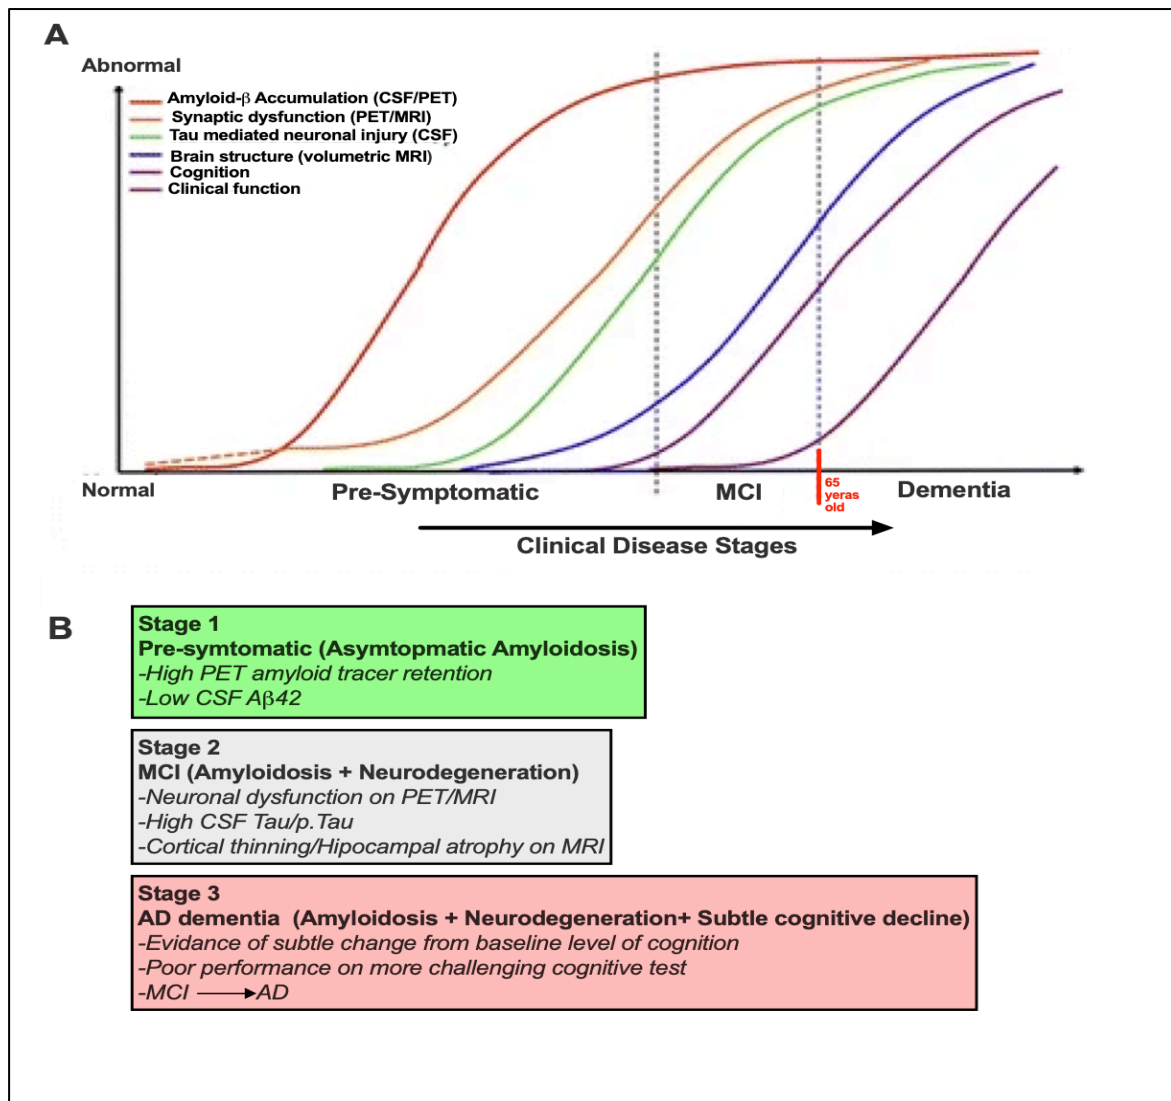 A
Abnormal
Amyloid-β Accumulation (CSF/PET)
Synaptic dysfunction (PET/MRI)
Tau mediated neuronal injury (CSF)
Brain structure (volumetric MRI)
Cognition
Clinical function
Normal
Pre-Symptomatic
MCI
65
yeras
old
Dementia
Clinical Disease Stages
B
Stage 1
Pre-symtomatic (Asymtopmatic Amyloidosis)
-High PET amyloid tracer retention
-Low CSF Aβ42
Stage 2
MCI (Amyloidosis + Neurodegeneration)
-Neuronal dysfunction on PET/MRI
-High CSF Tau/p.Tau
-Cortical thinning/Hipocampal atrophy on MRI
Stage 3
AD dementia (Amyloidosis + Neurodegeneration+ Subtle cognitive decline)
-Evidence of subtle change from baseline level of cognition
-Poor performance on more challenging cognitive test
-MCI ⟶AD